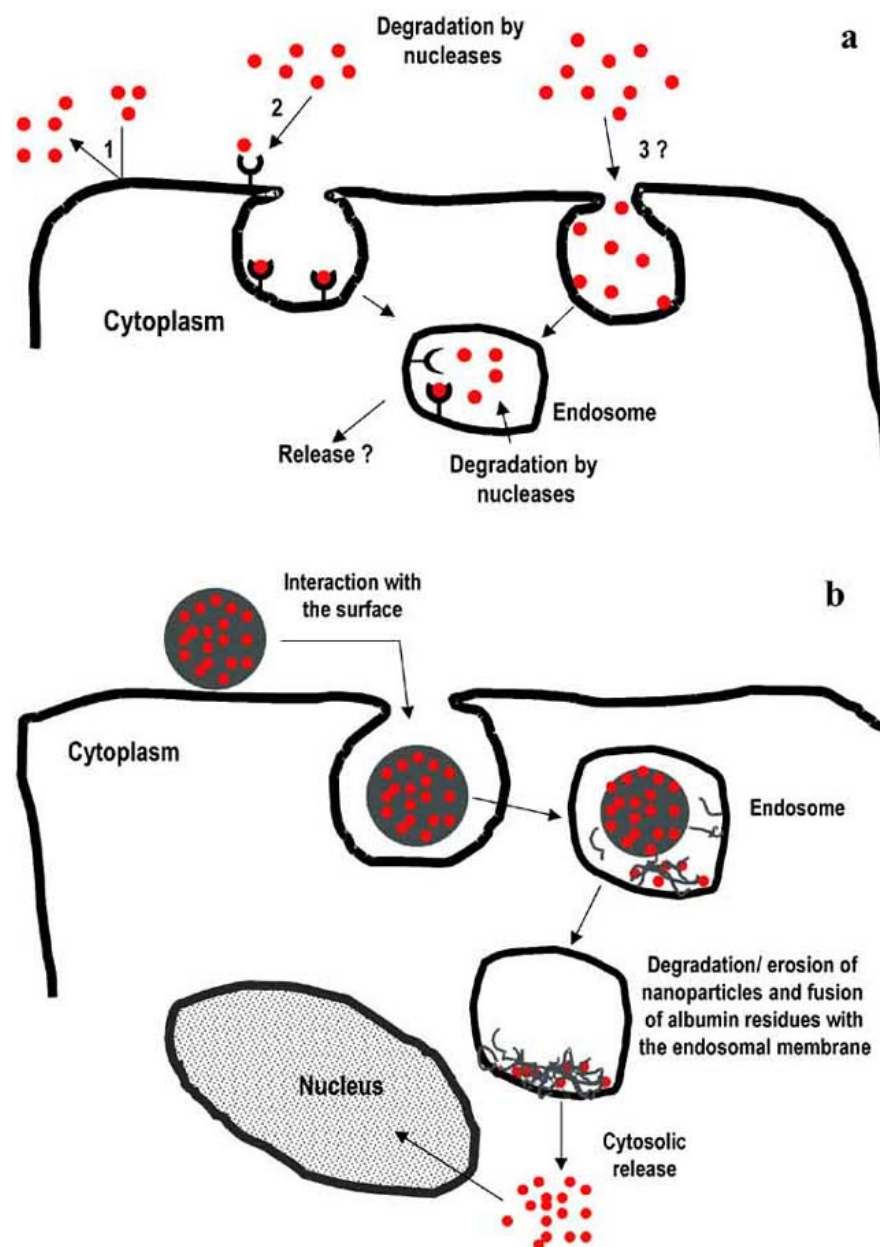 Degradation by
nucleases
a
1
2
3 ?
Cytoplasm
Endosome
Release ?
Degradation by
nucleases
Interaction with
the surface
b
Cytoplasm
Endosome
Degradation/ erosion of
nanoparticles and fusion
of albumin residues with
the endosomal membrane
Nucleus
Cytosolic
release